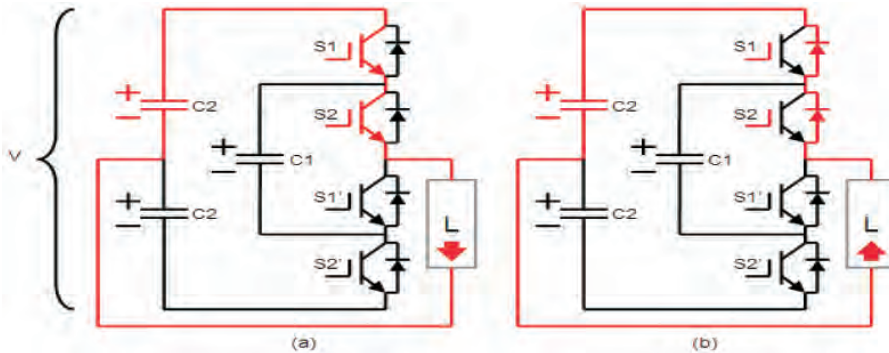 V
+
−
C2
+
−
C2
+
−
C1
S1
S2
S1'
S2'
L
(a)
+
−
C2
+
−
C2
+
−
C1
S1
S2
S1'
S2'
L
(b)